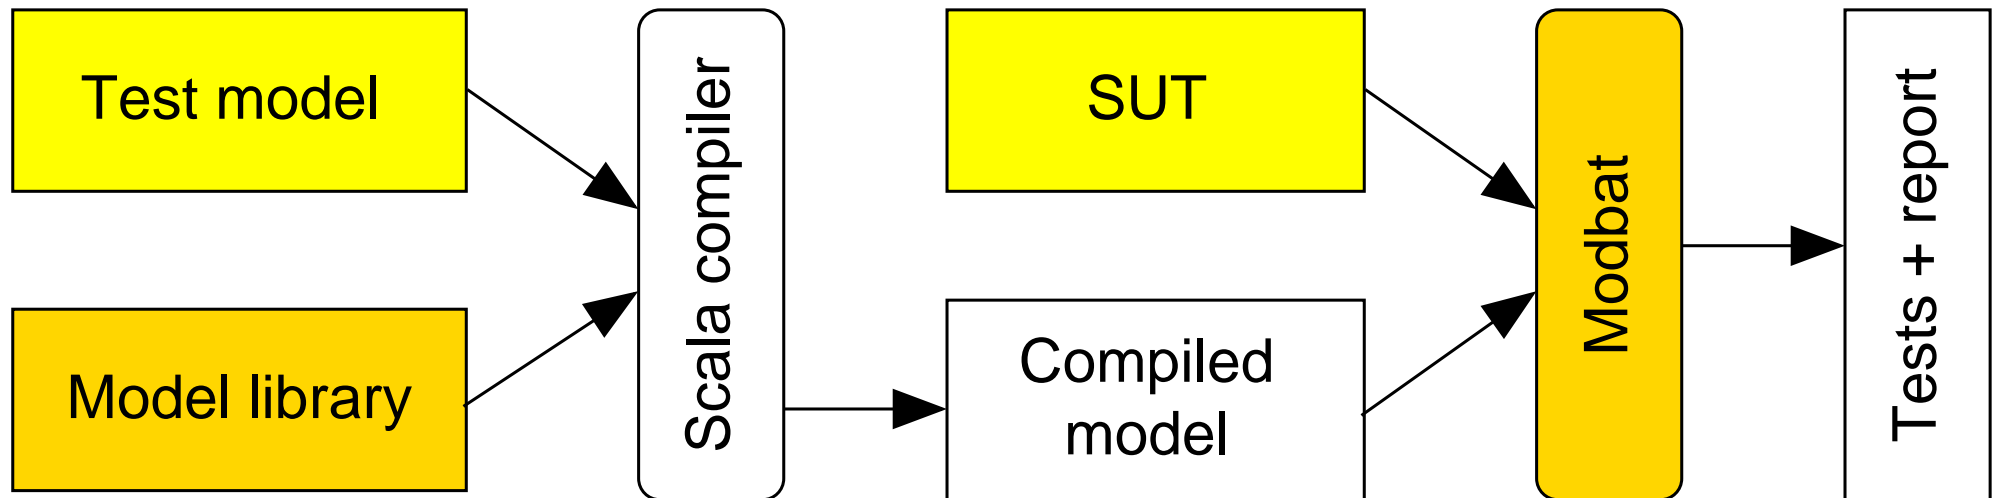 Test model
Model library
Scala compiler
SUT
Compiled
model
Modbat
Tests + report